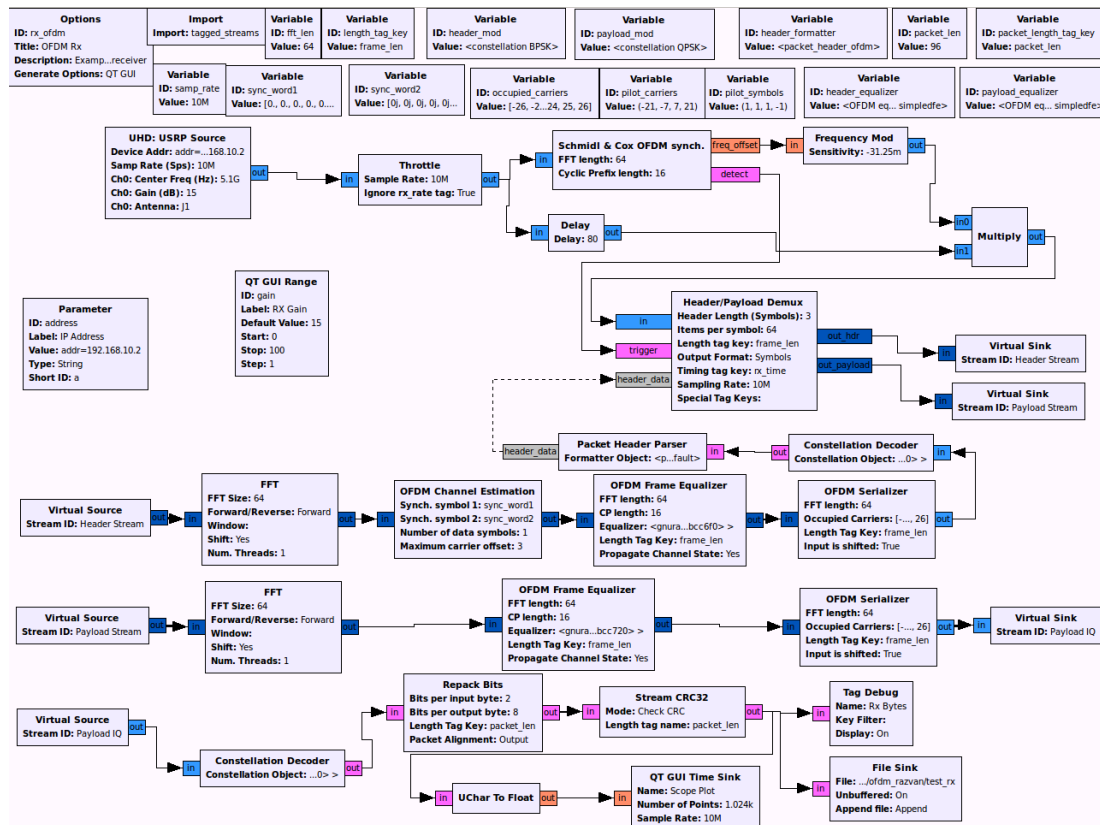 Options
ID: rx_ofdm
Title: OFDM Rx
Description: Examp...receiver
Generate Options: QT GUI
Import
Import: tagged_streams
Variable
ID: fft_len
Value: 64
Variable
ID: length_tag_key
Value: frame_len
Variable
ID: header_mod
Value: <constellation BPSK>
Variable
ID: payload_mod
Value: <constellation QPSK>
Variable
ID: header_formatter
Value: <packet_header_ofdm>
Variable
ID: packet_len
Value: 96
Variable
ID: packet_length_tag_key
Value: packet_len
Variable
ID: samp_rate
Value: 10M
Variable
ID: sync_word1
Value: [0., 0., 0., 0., 0....
Variable
ID: sync_word2
Value: [0j, 0j, 0j, 0j, 0j...
Variable
ID: occupied_carriers
Value: [-26, -2...24, 25, 26]
Variable
ID: pilot_carriers
Value: (-21, -7, 7, 21)
Variable
ID: pilot_symbols
Value: (1, 1, 1, -1)
Variable
ID: header_equalizer
Value: <OFDM eq... simpledfe>
Variable
ID: payload_equalizer
Value: <OFDM eq... simpledfe>
UHD: USRP Source
Device Addr: addr=...168.10.2
Samp Rate (Sps): 10M
Ch0: Center Freq (Hz): 5.1G
Ch0: Gain (dB): 15
Ch0: Antenna: J1
out
in
Throttle
Sample Rate: 10M
Ignore rx_rate tag: True
out
in
Schmidl & Cox OFDM synch.
FFT length: 64
Cyclic Prefix length: 16
freq_offset
detect
in
Frequency Mod
Sensitivity: -31.25m
out
in
Delay
Delay: 80
out
in0
in1
Multiply
out
Parameter
ID: address
Label: IP Address
Value: addr=192.168.10.2
Type: String
Short ID: a
QT GUI Range
ID: gain
Label: RX Gain
Default Value: 15
Start: 0
Stop: 100
Step: 1
in
trigger
header_data
Header/Payload Demux
Header Length (Symbols): 3
Items per symbol: 64
Length tag key: frame_len
Output Format: Symbols
Timing tag key: rx_time
Sampling Rate: 10M
Special Tag Keys:
out_hdr
out_payload
in
Virtual Sink
Stream ID: Header Stream
in
Virtual Sink
Stream ID: Payload Stream
header_data
Packet Header Parser
Formatter Object: <p...fault>
in
out
Constellation Decoder
Constellation Object: ...0> >
in
Virtual Source
Stream ID: Header Stream
out
in
FFT
FFT Size: 64
Forward/Reverse: Forward
Window:
Shift: Yes
Num. Threads: 1
out
in
OFDM Channel Estimation
Synch. symbol 1: sync_word1
Synch. symbol 2: sync_word2
Number of data symbols: 1
Maximum carrier offset: 3
out
in
OFDM Frame Equalizer
FFT length: 64
CP length: 16
Equalizer: <gnura...bcc6f0> >
Length Tag Key: frame_len
Propagate Channel State: Yes
out
in
OFDM Serializer
FFT length: 64
Occupied Carriers: [-..., 26]
Length Tag Key: frame_len
Input is shifted: True
out
Virtual Source
Stream ID: Payload Stream
out
in
FFT
FFT Size: 64
Forward/Reverse: Forward
Window:
Shift: Yes
Num. Threads: 1
out
in
OFDM Frame Equalizer
FFT length: 64
CP length: 16
Equalizer: <gnura...bcc720> >
Length Tag Key: frame_len
Propagate Channel State: Yes
out
in
OFDM Serializer
FFT length: 64
Occupied Carriers: [-..., 26]
Length Tag Key: frame_len
Input is shifted: True
out
in
Virtual Sink
Stream ID: Payload IQ
Virtual Source
Stream ID: Payload IQ
out
in
Constellation Decoder
Constellation Object: ...0> >
out
in
Repack Bits
Bits per input byte: 2
Bits per output byte: 8
Length Tag Key: packet_len
Packet Alignment: Output
out
in
Stream CRC32
Mode: Check CRC
Length tag name: packet_len
out
in
Tag Debug
Name: Rx Bytes
Key Filter:
Display: On
in
UChar To Float
out
in
QT GUI Time Sink
Name: Scope Plot
Number of Points: 1.024k
Sample Rate: 10M
in
File Sink
File: .../ofdm_razvan/test_rx
Unbuffered: On
Append file: Append